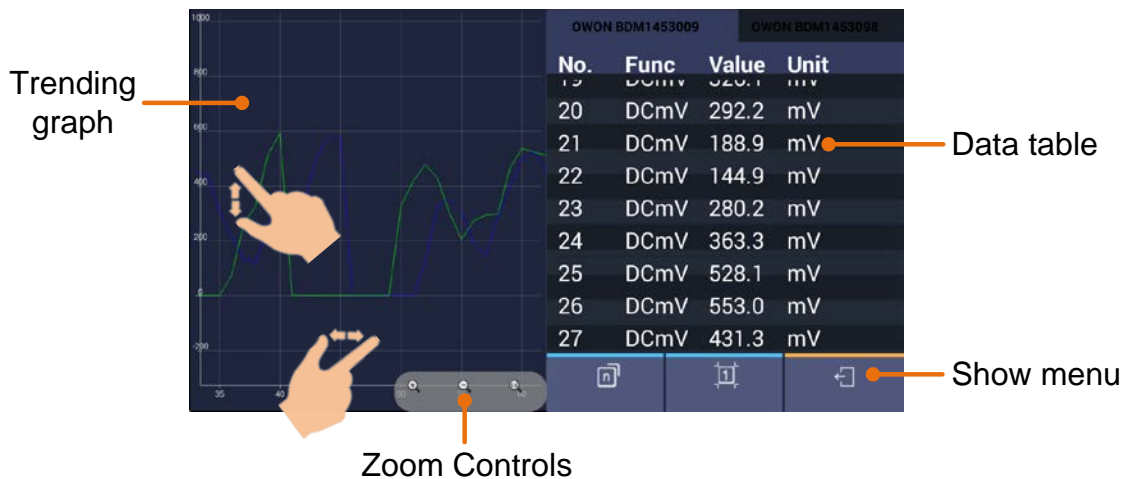 Trending
graph
1000
800
600
400
200
0
-200
35
40
OWON BDM1453009
OWON BDM1453098
No. Func Value Unit
20 DCmV 292.2 mV
21 DCmV 188.9 mV
22 DCmV 144.9 mV
23 DCmV 280.2 mV
24 DCmV 363.3 mV
25 DCmV 528.1 mV
26 DCmV 553.0 mV
27 DCmV 431.3 mV
n
1
Data table
Show menu
Zoom Controls